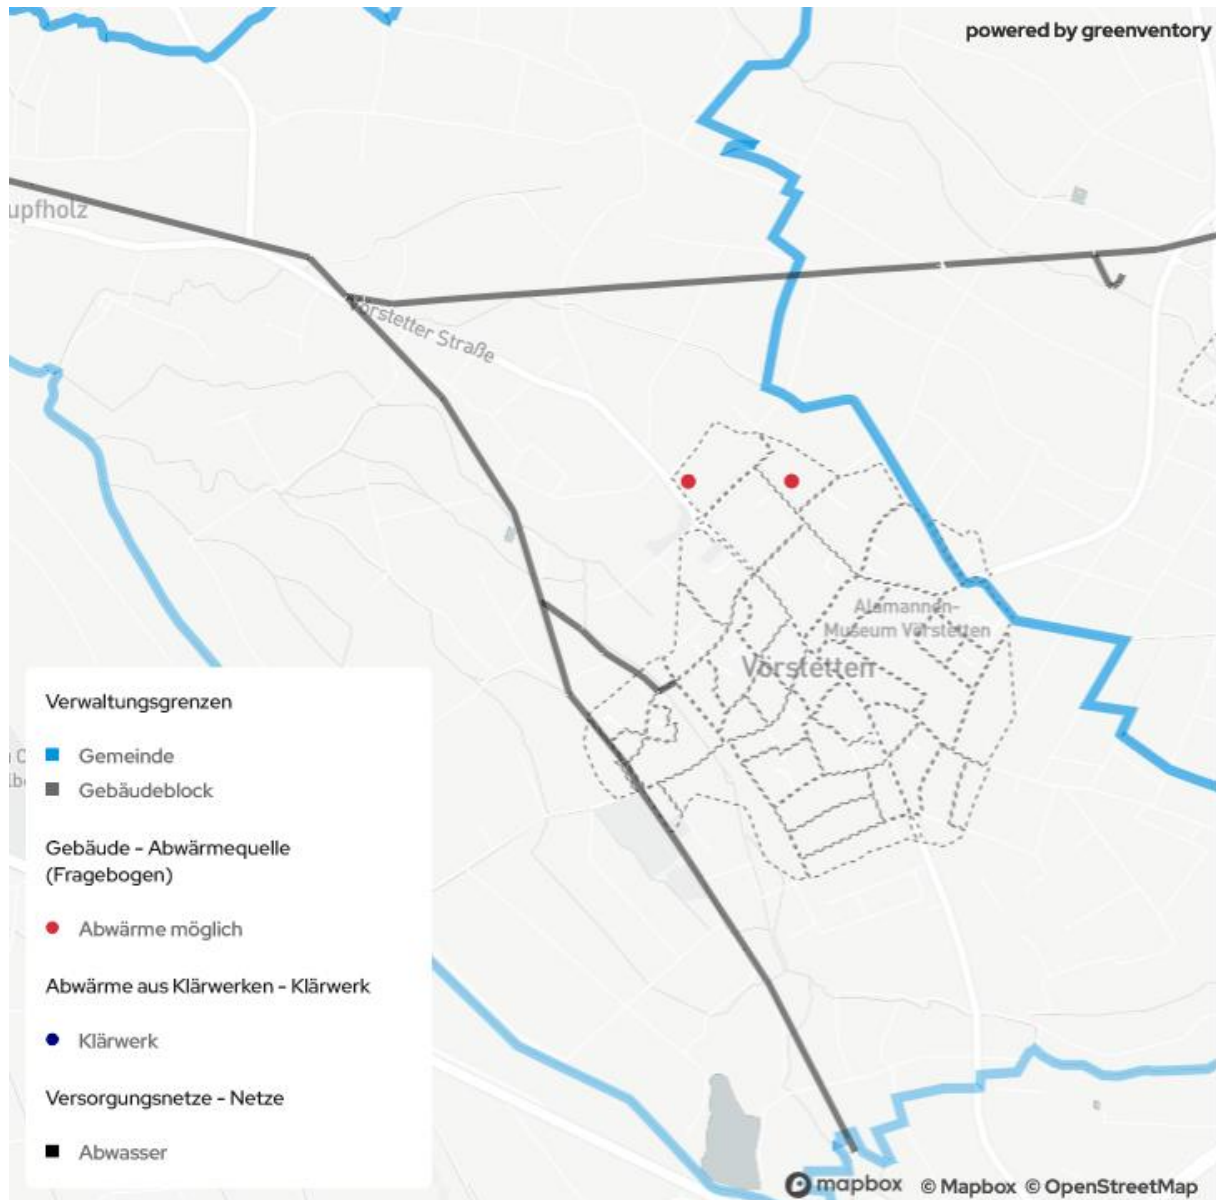 powered by greenventory
upfholz
Vörstetter Straße
Alamannen-
Museum Vörstetten
Vörstetten
Verwaltungsgrenzen
Gemeinde
Gebäudeblock
Gebäude - Abwärmequelle
(Fragebogen)
Abwärme möglich
Abwärme aus Klärwerken - Klärwerk
Klärwerk
Versorgungsnetze - Netze
Abwasser
mapbox © Mapbox © OpenStreetMap